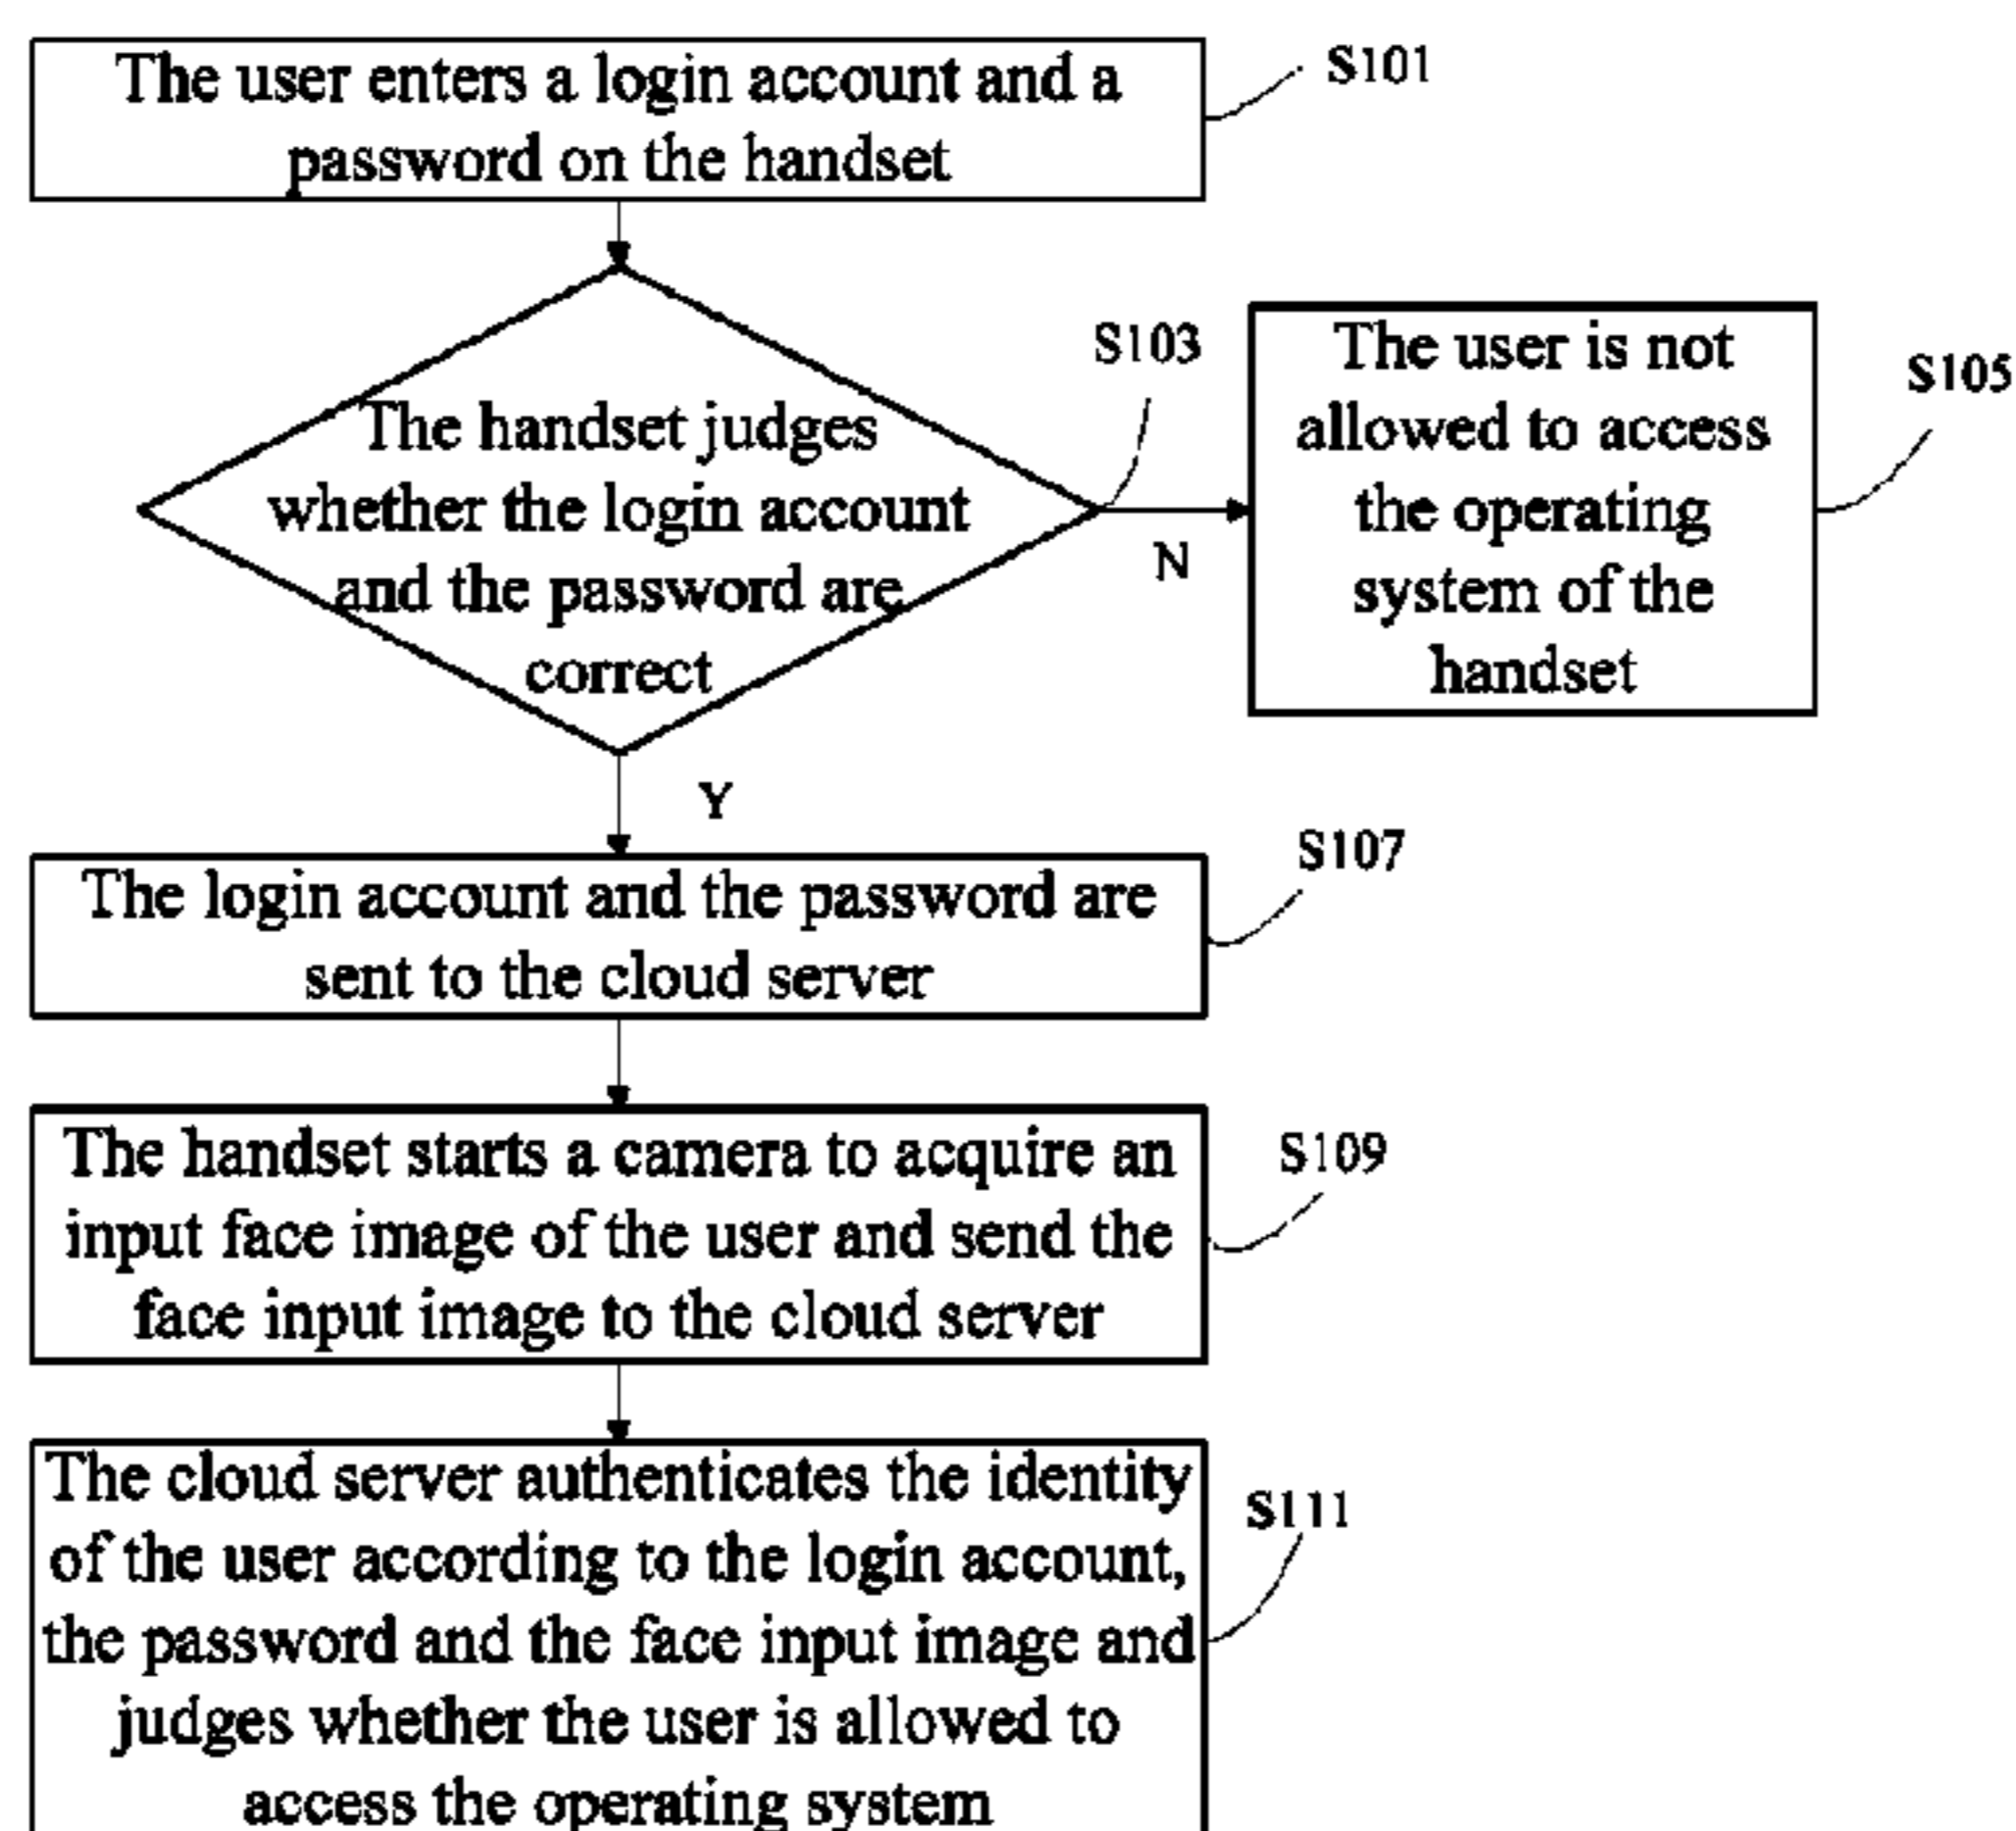 The user enters a login account and a
password on the handset
S101
The handset judges
whether the login account
and the password are
correct
S103
N
The user is not
allowed to access
the operating
system of the
handset
S105
Y
The login account and the password are
sent to the cloud server
S107
The handset starts a camera to acquire an
input face image of the user and send the
face input image to the cloud server
S109
The cloud server authenticates the identity
of the user according to the login account,
the password and the face input image and
judges whether the user is allowed to
access the operating system
S111